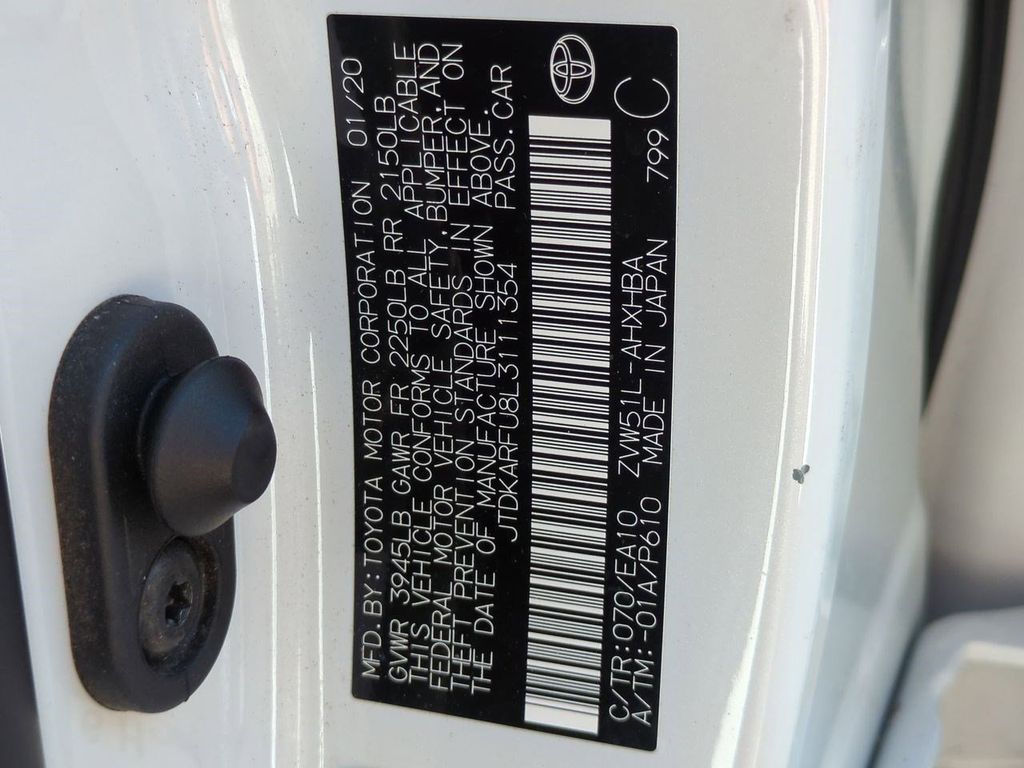 MFD.BY:TOYOTA MOTOR CORPORATION 01/20
GVWR 3945LB GAWR FR 2250LB RR 2150LB
THIS VEHICLE CONFORMS TO ALL APPLICABLE
FEDERAL MOTOR VEHICLE SAFETY,BUMPER,AND
THEFT PREVENTION STANDARDS IN EFFECT ON
THE DATE OF MANUFACTURE SHOWN ABOVE.
JTDKARFU8L3111354 PASS.CAR
C/TR:070/EA10 ZW51L-AHXHBA 799
A/TM:-01A/P610 MADE IN JAPAN C